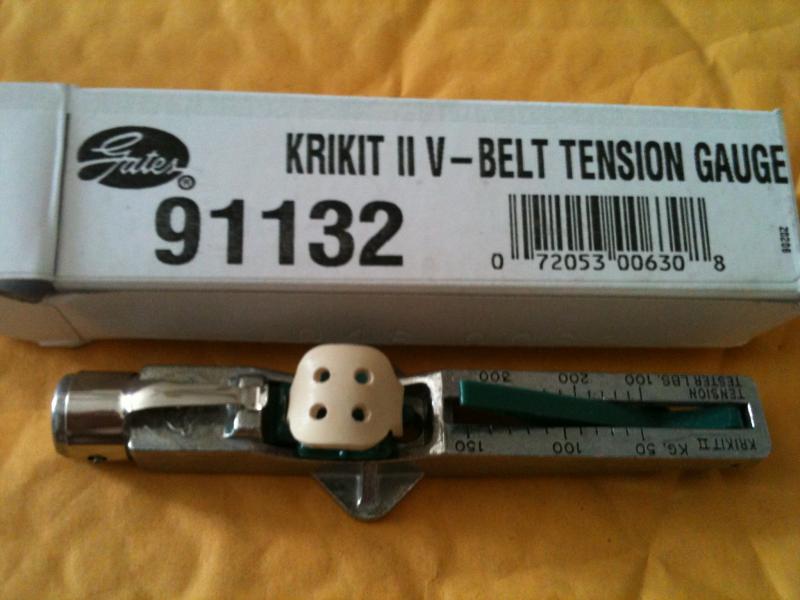 Gates®
KRIKIT II V-BELT TENSION GAUGE
91132
0 72053 00630 8
KRIKIT II KG. 50 100 150
TENSION
TESTER LBS. 100 200 300